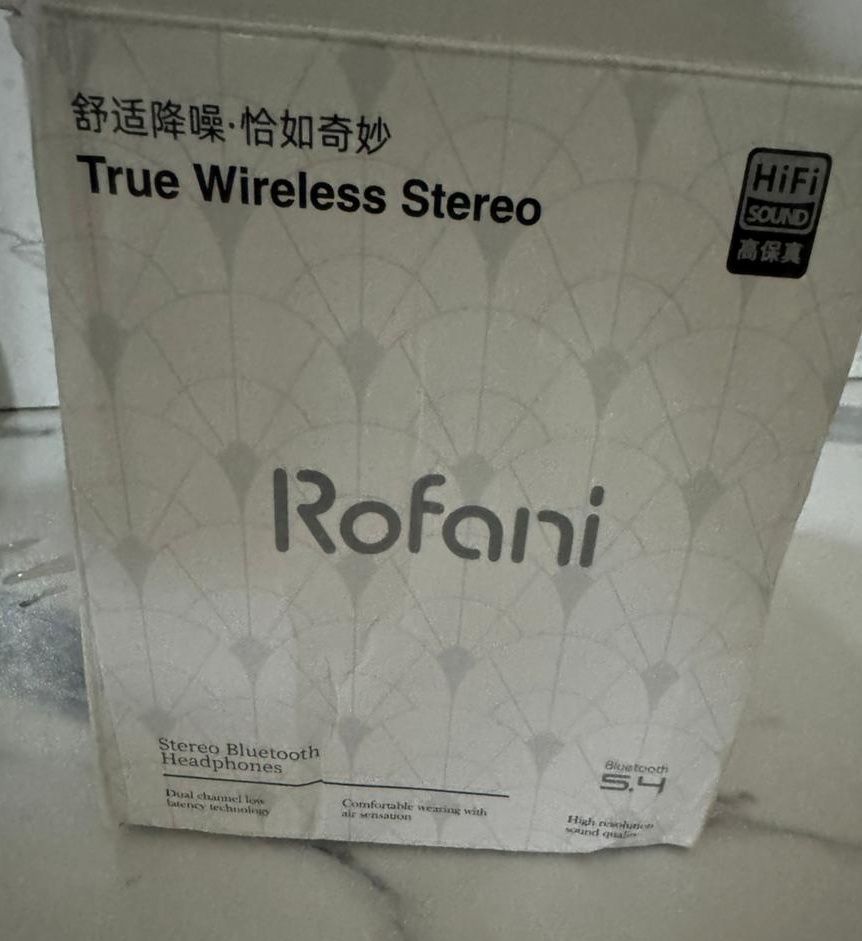 舒适降噪·恰如奇妙
True Wireless Stereo
HiFi
SOUND
高保真
Rofani
Stereo Bluetooth
Headphones
Dual channel low
latency technology
Comfortable wearing with
air sensation
Bluetooth
5.4
High resolution
sound quality